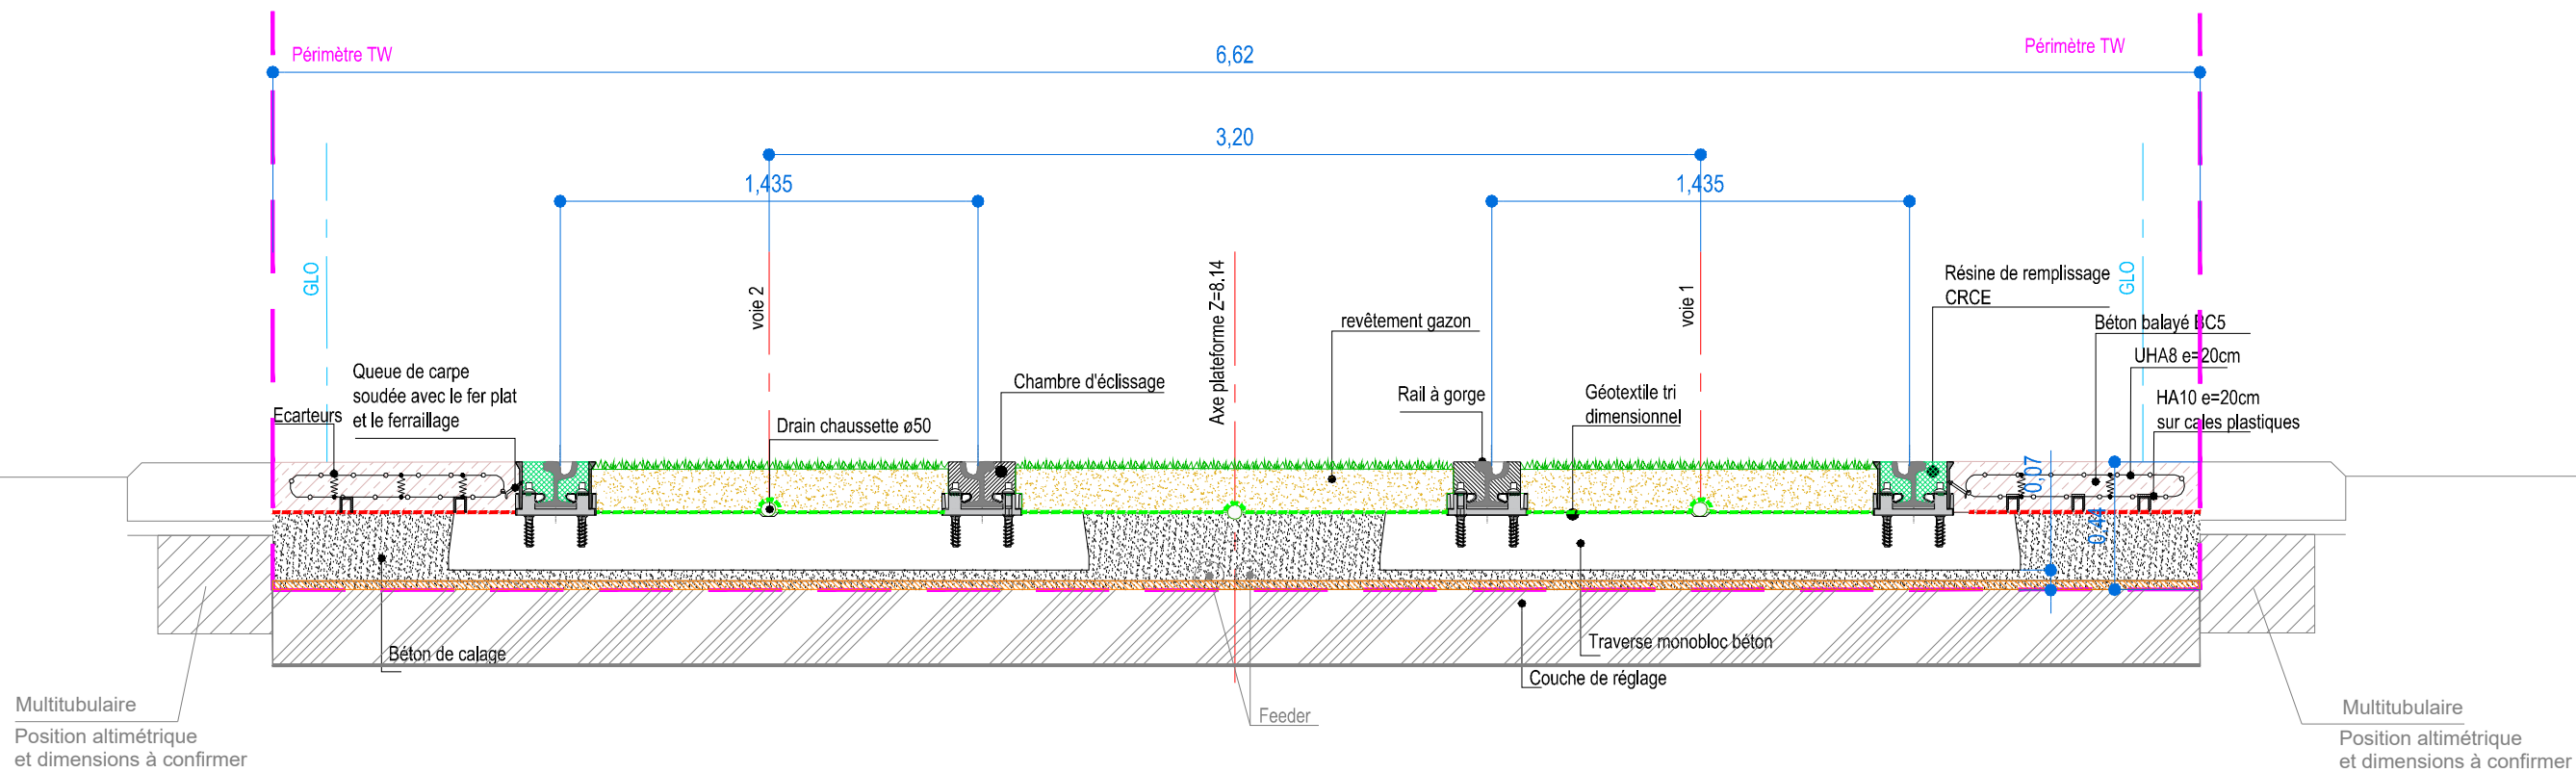 Périmètre TW
Périmètre TW
6,62
3,20
1,435
1,435
GLO
voie 2
Axe plateforme Z=8.14
voie 1
GLO
Résine de remplissage
CRCE
revêtement gazon
Béton balayé BC5
UHA8 e=20cm
HA10 e=20cm
sur cales plastiques
Queue de carpe
soudée avec le fer plat
et le ferraillage
Ecarteurs
Chambre d'éclissage
Drain chaussette ø50
Rail à gorge
Géotextile tri
dimensionnel
0,07
0.44
Béton de calage
Traverse monobloc béton
Couche de réglage
Feeder
Multitubulaire
Position altimétrique
et dimensions à confirmer
Multitubulaire
Position altimétrique
et dimensions à confirmer